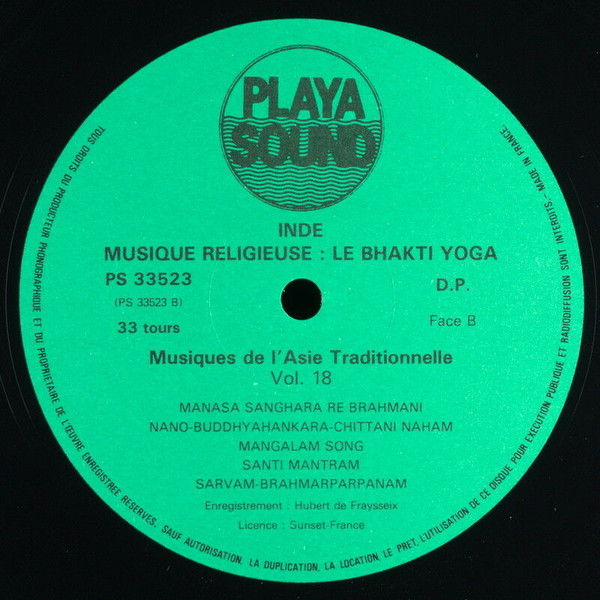 PLAYA
SOUND
INDE
MUSIQUE RELIGIEUSE : LE BHAKTI YOGA
PS 33523
(PS 33523 B)
D.P.
33 tours
Face B
Musiques de l'Asie Traditionnelle
Vol. 18
MANASA SANGHARA RE BRAHMANI
NANO-BUDDHYAHANKARA-CHITTANI NAHAM
MANGALAM SONG
SANTI MANTRAM
SARVAM-BRAHMARPARPANAM
Enregistrement : Hubert de Fraysseix
Licence : Sunset-France
TOUS DROITS DU PRODUCTEUR PHONOGRAPHIQUE ET DU PROPRIETAIRE DE L'ŒUVRE ENREGISTREE RESERVES. SAUF AUTORISATION, LA DUPLICATION, LA LOCATION, LE PRET, L'UTILISATION DE CE DISQUE POUR EXECUTION PUBLIQUE ET RADIODIFFUSION SONT INTERDITS - MADE IN FRANCE.